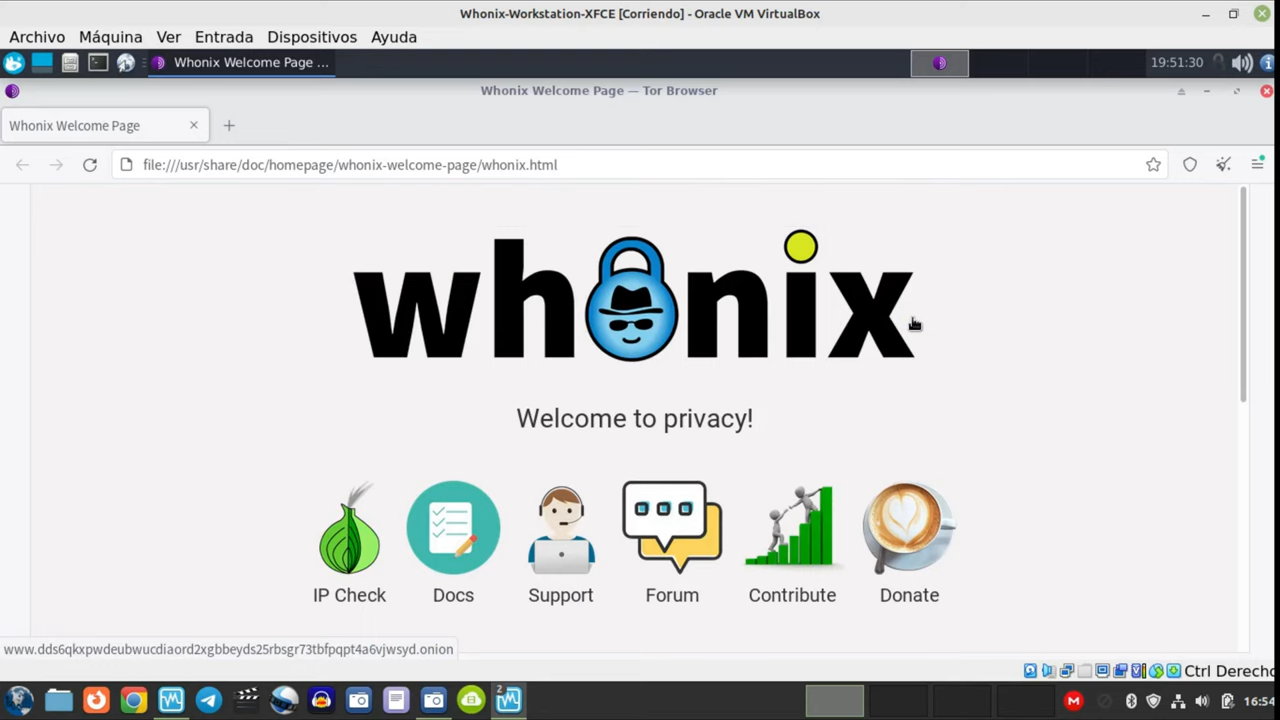 Whonix-Workstation-XFCE [Corriendo] - Oracle VM VirtualBox
Archivo Máquina Ver Entrada Dispositivos Ayuda
Whonix Welcome Page ... 19:51:30
Whonix Welcome Page — Tor Browser
Whonix Welcome Page
file:///usr/share/doc/homepage/whonix-welcome-page/whonix.html
whonix
Welcome to privacy!
IP Check Docs Support Forum Contribute Donate
www.dds6qkxpwdeubwucdiaord2xgbbeyds25rbsgr73tbfpqpt4a6vjwsyd.onion
Ctrl Derecho
2
M 16:54